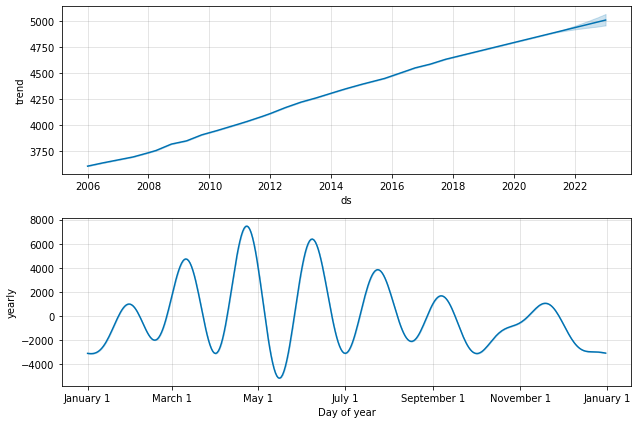 5000
4750
4500
4250
4000
3750
trend
2006 2008 2010 2012 2014 2016 2018 2020 2022
ds
8000
6000
4000
2000
0
−2000
−4000
yearly
January 1 March 1 May 1 July 1 September 1 November 1 January 1
Day of year